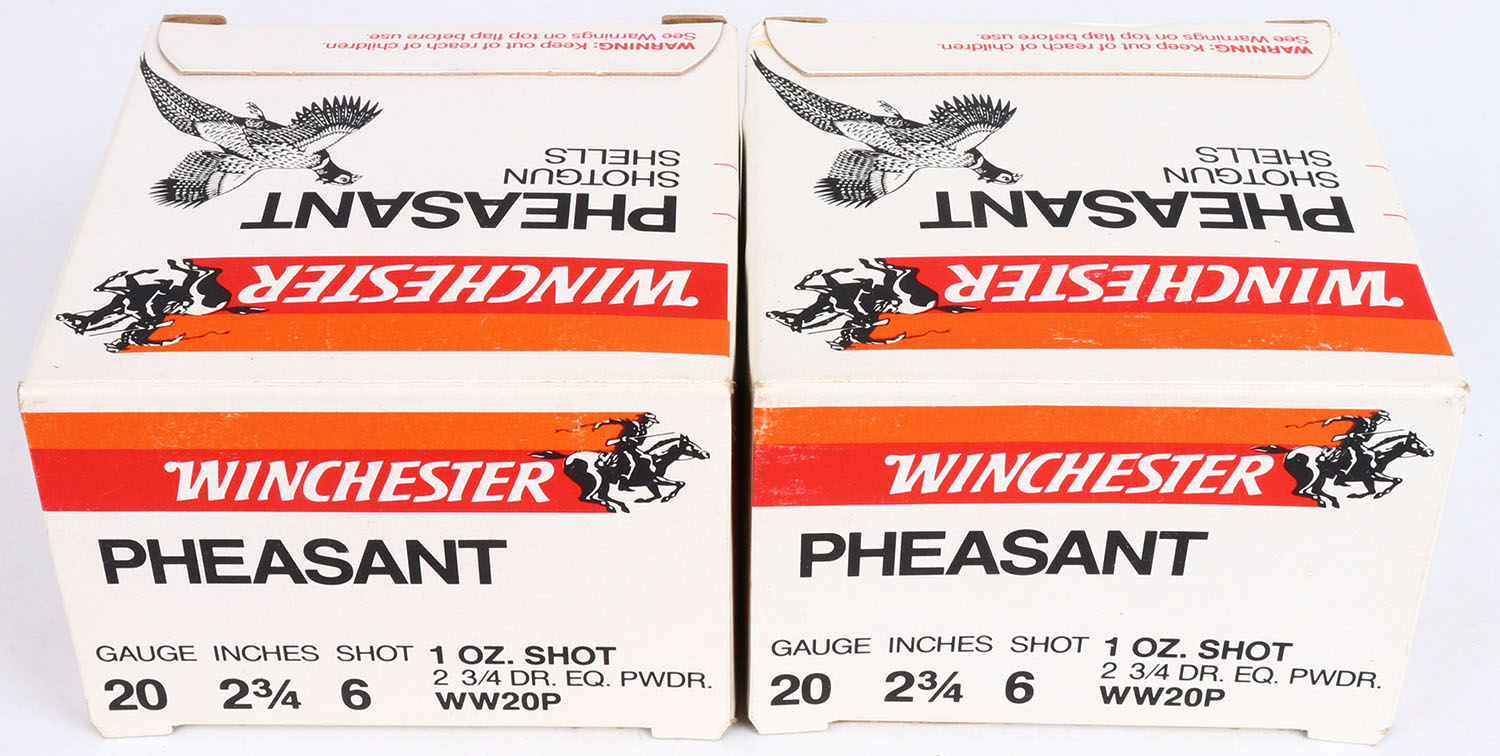 WARNING: Keep out of reach of children.
See Warnings on top flap before use.
PHEASANT
SHOTGUN
SHELLS
WINCHESTER
WINCHESTER
PHEASANT
GAUGE INCHES SHOT 1 OZ. SHOT
20 2¾ 6 2 3/4 DR. EQ. PWDR.
WW20P
WARNING: Keep out of reach of children.
See Warnings on top flap before use.
PHEASANT
SHOTGUN
SHELLS
WINCHESTER
WINCHESTER
PHEASANT
GAUGE INCHES SHOT 1 OZ. SHOT
20 2¾ 6 2 3/4 DR. EQ. PWDR.
WW20P